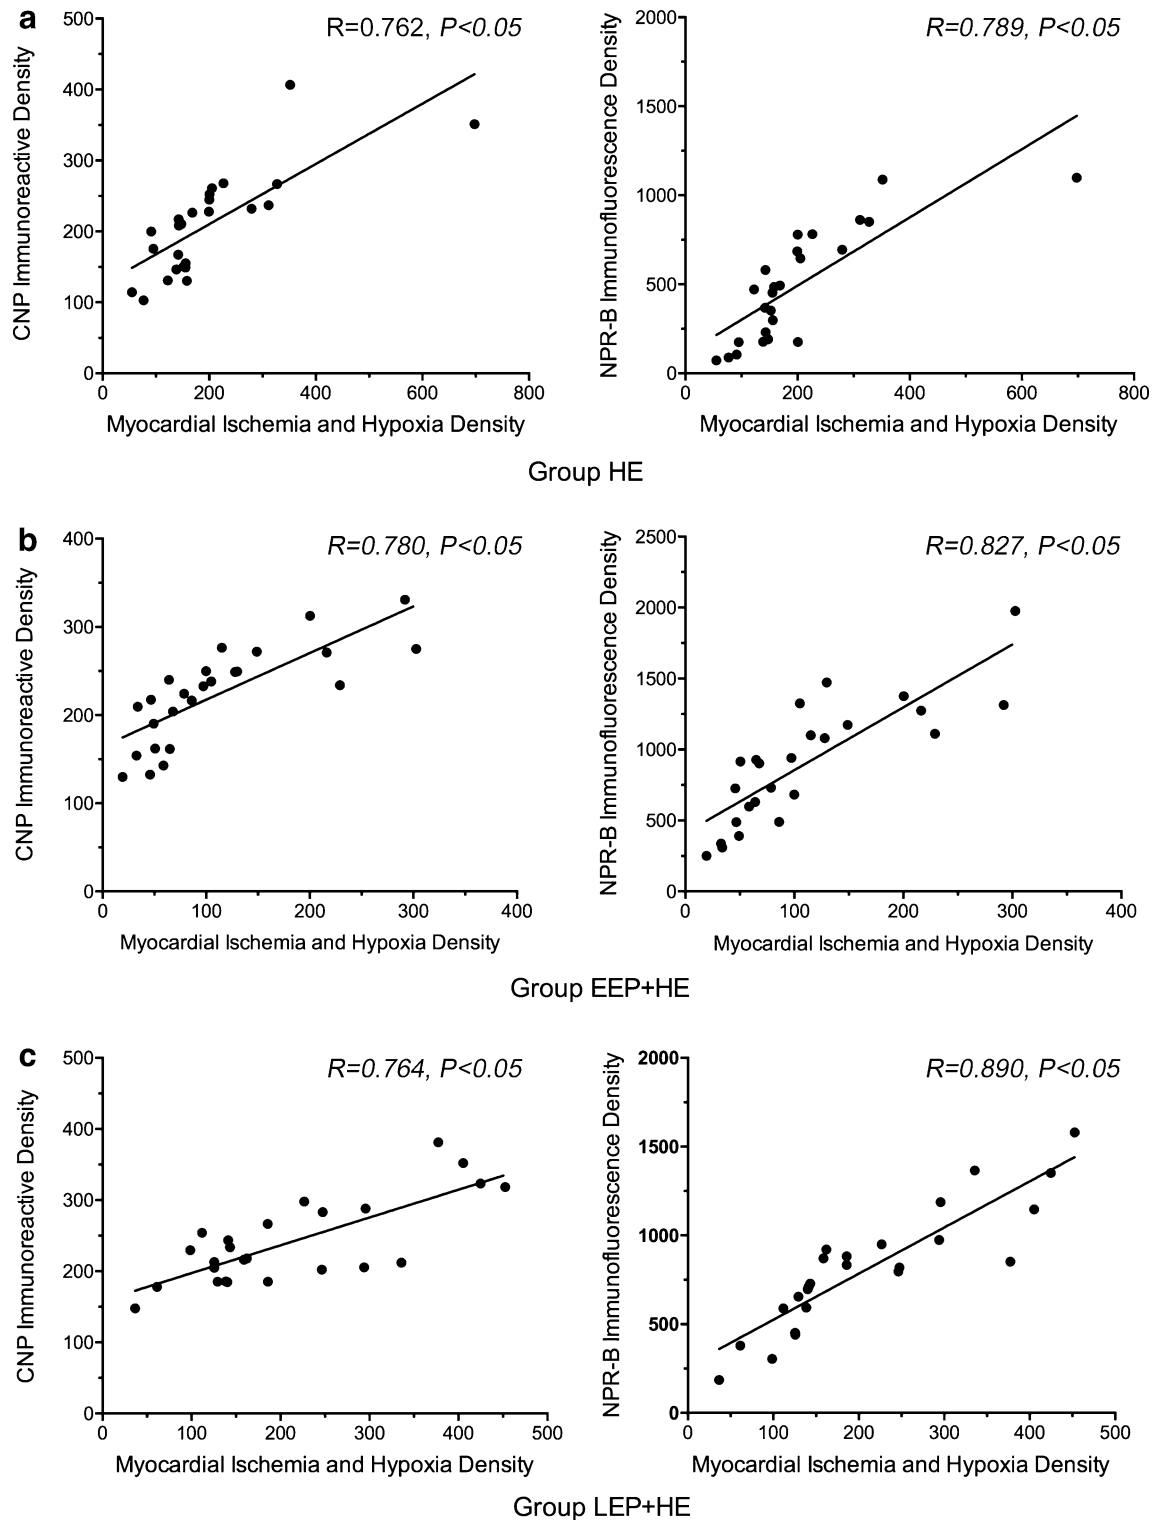 a
R=0.762, P<0.05
CNP Immunoreactive Density
500
400
300
200
100
0
0 200 400 600 800
Myocardial Ischemia and Hypoxia Density
R=0.789, P<0.05
NPR-B Immunofluorescence Density
2000
1500
1000
500
0
0 200 400 600 800
Myocardial Ischemia and Hypoxia Density
Group HE
b
R=0.780, P<0.05
CNP Immunoreactive Density
400
300
200
100
0
0 100 200 300 400
Myocardial Ischemia and Hypoxia Density
R=0.827, P<0.05
NPR-B Immunofluorescence Density
2500
2000
1500
1000
500
0
0 100 200 300 400
Myocardial Ischemia and Hypoxia Density
Group EEP+HE
c
R=0.764, P<0.05
CNP Immunoreactive Density
500
400
300
200
100
0
0 100 200 300 400 500
Myocardial Ischemia and Hypoxia Density
R=0.890, P<0.05
NPR-B Immunofluorescence Density
2000
1500
1000
500
0
0 100 200 300 400 500
Myocardial Ischemia and Hypoxia Density
Group LEP+HE